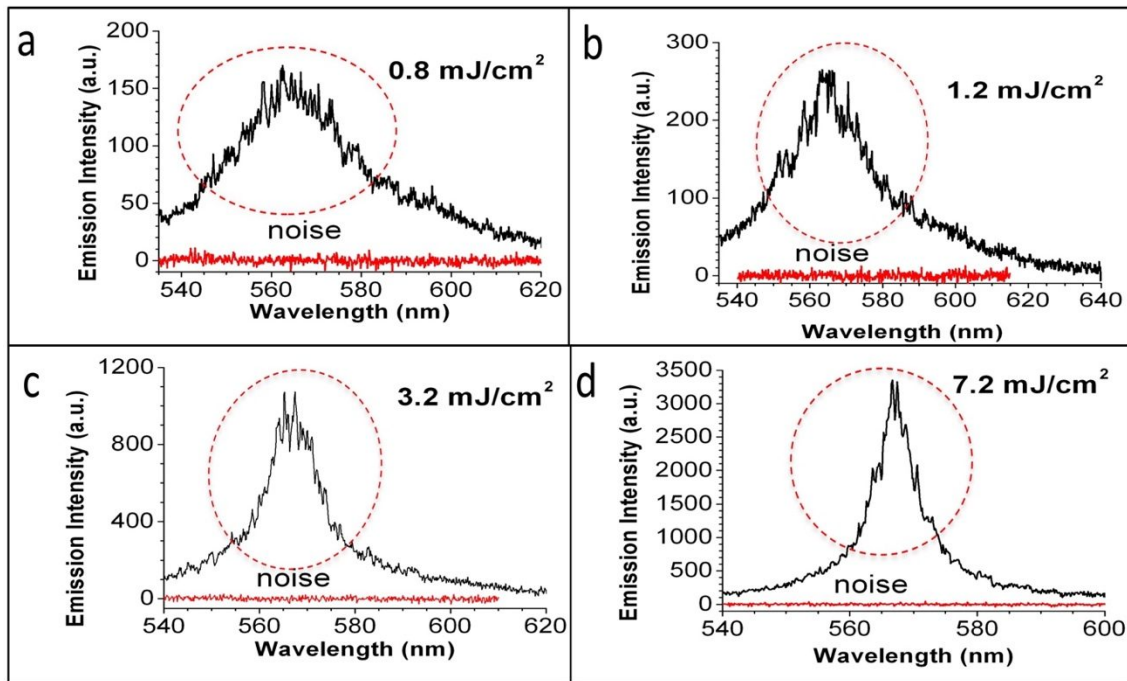 a
0.8 mJ/cm²
Emission Intensity (a.u.)
200
150
100
50
0
noise
540 560 580 600 620
Wavelength (nm)
b
1.2 mJ/cm²
Emission Intensity (a.u.)
300
200
100
0
noise
540 560 580 600 620 640
Wavelength (nm)
c
3.2 mJ/cm²
Emission Intensity (a.u.)
1200
800
400
0
noise
540 560 580 600 620
Wavelength (nm)
d
7.2 mJ/cm²
Emission Intensity (a.u.)
3500
3000
2500
2000
1500
1000
500
0
noise
540 560 580 600
Wavelength (nm)